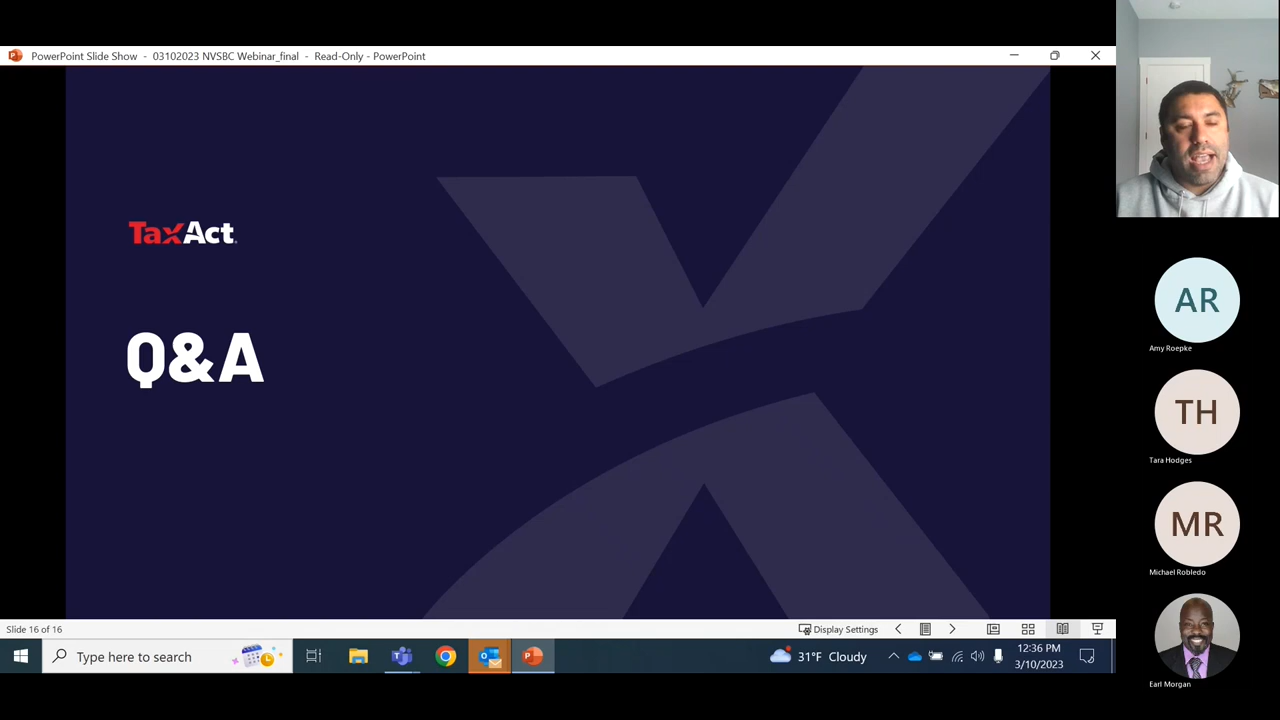 PowerPoint Slide Show - 03102023 NVSBC Webinar_final - Read-Only - PowerPoint
TaxAct.
Q&A
AR
Amy Roepke
TH
Tara Hodges
MR
Michael Robledo
Earl Morgan
Slide 16 of 16
Display Settings
Type here to search
31°F Cloudy
12:36 PM
3/10/2023